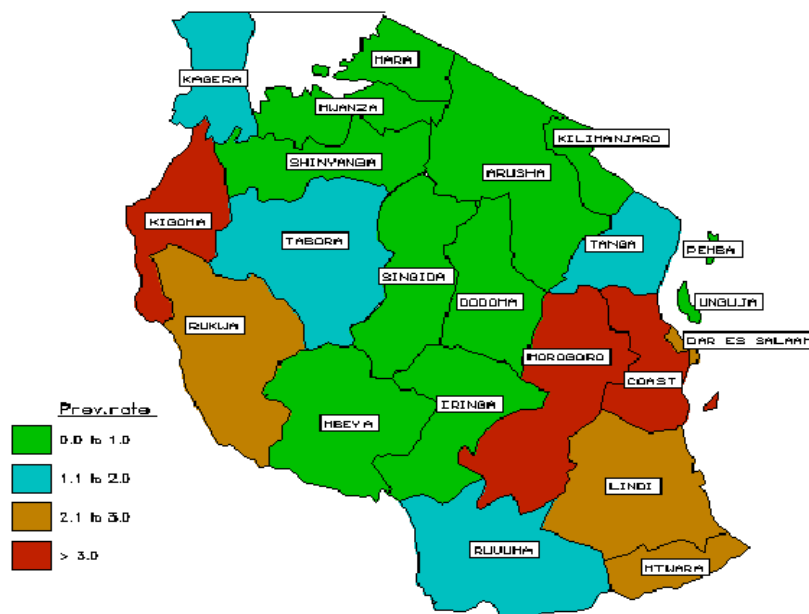 MARA
KAGERA
MWANZA
KILIMANJARO
SHINYANGA
ARUSHA
KIGOMA
TABORA
TANGA
PEMBA
SINGIDA
DODOMA
UNGUJA
RUKWA
DAR ES SALAAM
MOROGORO
COAST
IRINGA
MBEYA
Prev.rate
0.0 to 1.0
1.1 to 2.0
2.1 to 3.0
> 3.0
LINDI
RUVUMA
MTWARA